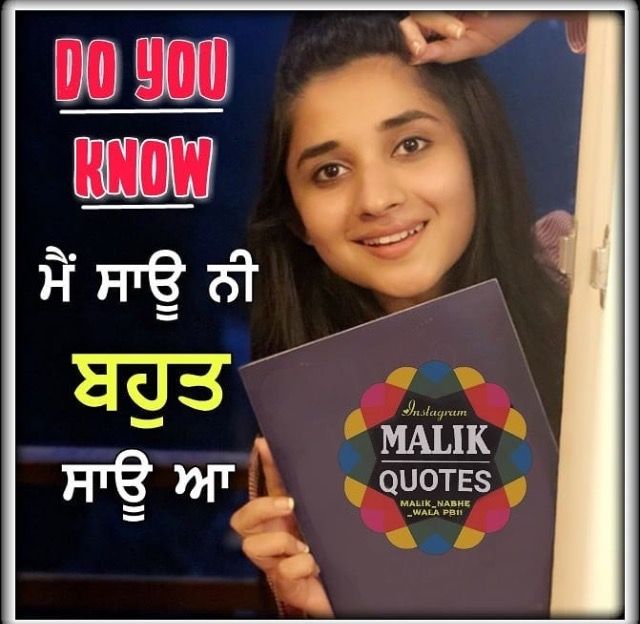 DO YOU
KNOW
ਮੈਂ ਸਾਊ ਨੀ
ਬਹੁਤ
ਸਾਊ ਆ
Instagram
MALIK
QUOTES
MALIK_NABHE
_WALA PB11